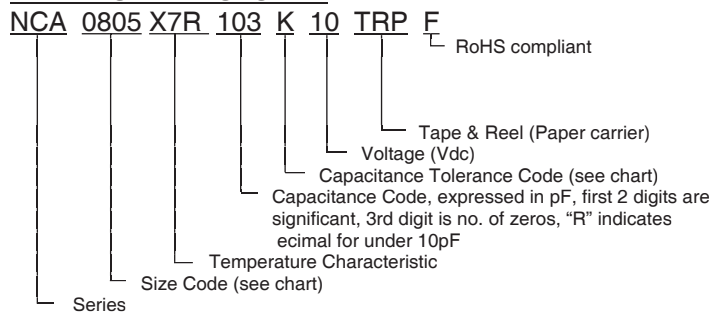 NCA 0805 X7R 103 K 10 TRP F
RoHS compliant
Tape & Reel (Paper carrier)
Voltage (Vdc)
Capacitance Tolerance Code (see chart)
Capacitance Code, expressed in pF, first 2 digits are
significant, 3rd digit is no. of zeros, “R” indicates
ecimal for under 10pF
Temperature Characteristic
Size Code (see chart)
Series